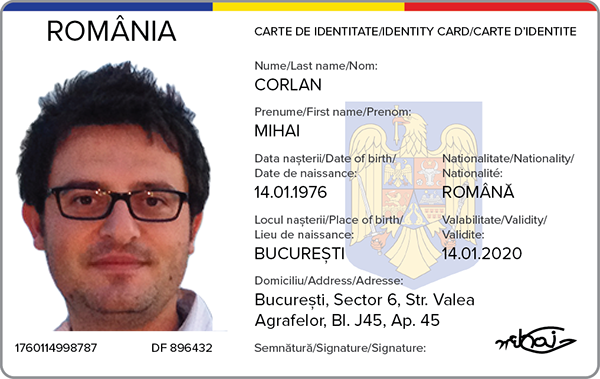 ROMÂNIA
CARTE DE IDENTITATE/IDENTITY CARD/CARTE D'IDENTITE
Nume/Last name/Nom:
CORLAN
Prenume/First name/Prenom:
MIHAI
Data nașterii/Date of birth/
Date de naissance:
14.01.1976
Nationalitate/Nationality/
Nationalité:
ROMÂNĂ
Locul nașterii/Place of birth/
Lieu de naissance:
BUCUREȘTI
Valabilitate/Validity/
Validite:
14.01.2020
Domiciliu/Address/Adresse:
București, Sector 6, Str. Valea
Agrafelor, Bl. J45, Ap. 45
1760114998787
DF 896432
Semnătură/Signature/Signature:
Mihai